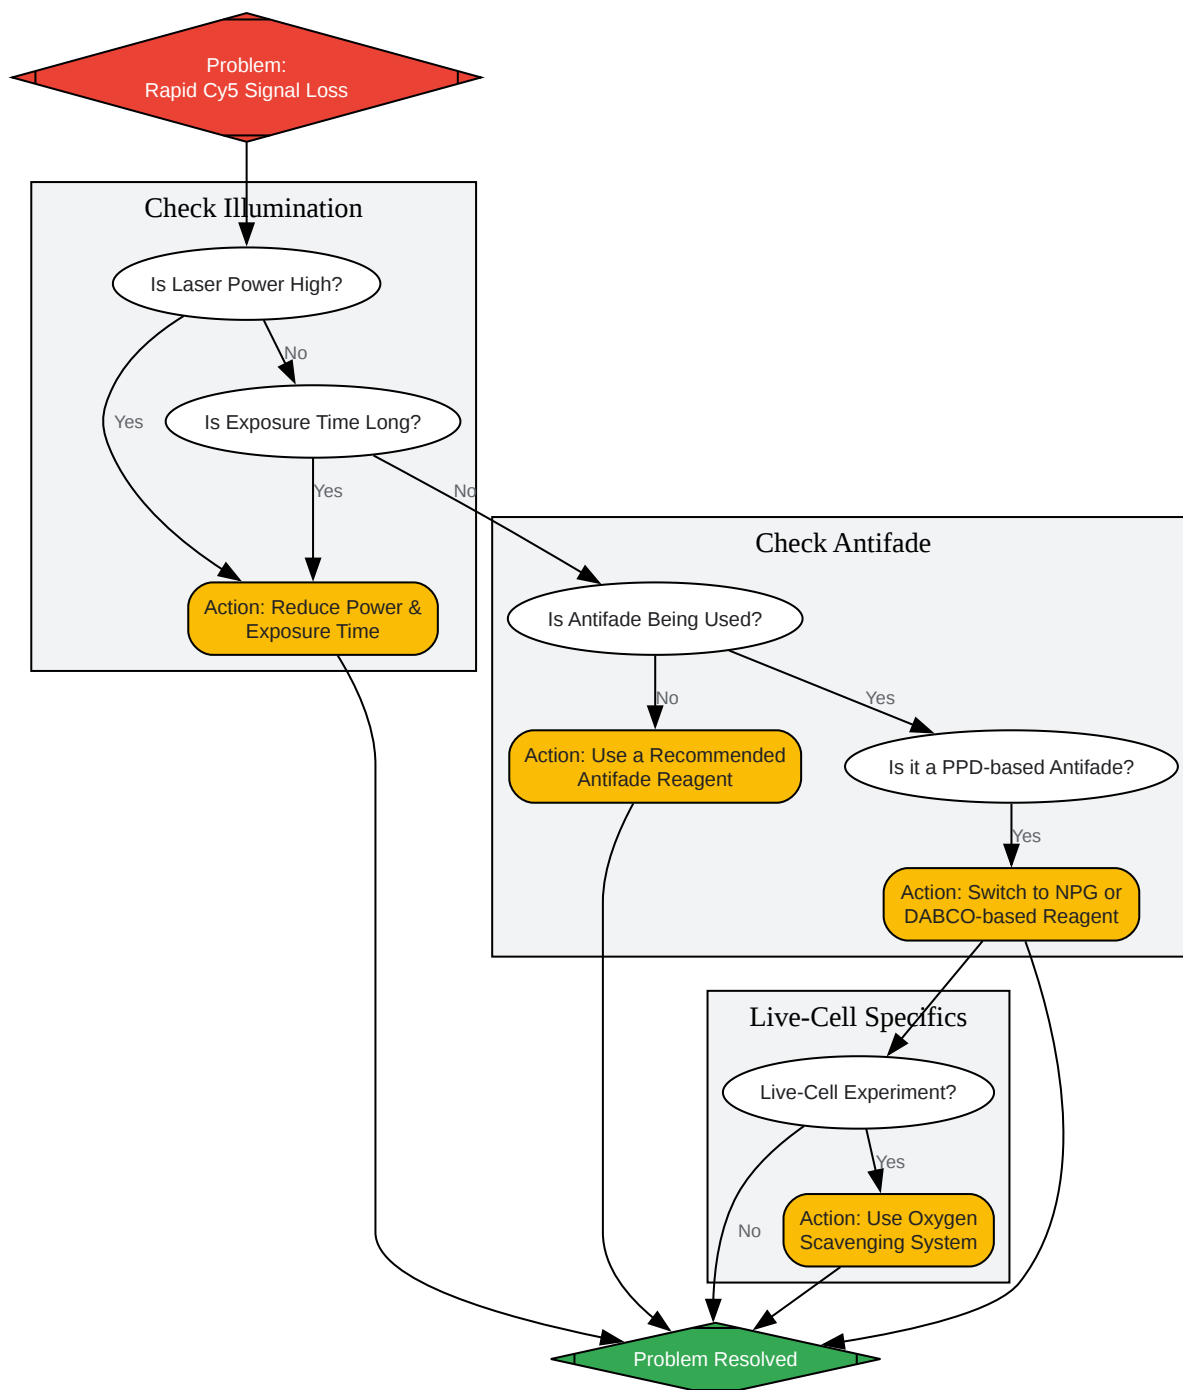 Problem:
Rapid Cy5 Signal Loss
Check Illumination
Is Laser Power High?
No
Is Exposure Time Long?
Yes
Yes
No
Action: Reduce Power &
Exposure Time
Check Antifade
Is Antifade Being Used?
No
Yes
Action: Use a Recommended
Antifade Reagent
Is it a PPD-based Antifade?
Yes
Action: Switch to NPG or
DABCO-based Reagent
Live-Cell Specifics
Live-Cell Experiment?
Yes
No
Action: Use Oxygen
Scavenging System
Problem Resolved